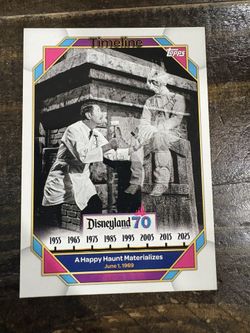 Timeline
Topps
Disneyland 70
1955 1965 1975 1985 1995 2005 2015 2025
A Happy Haunt Materializes
June 1, 1969